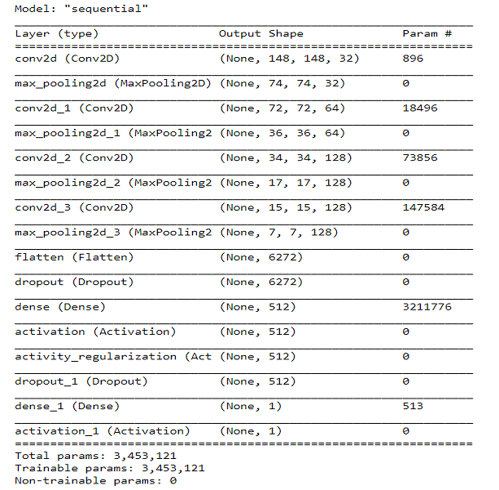 Model: "sequential"
Layer (type) Output Shape Param #
conv2d (Conv2D) (None, 148, 148, 32) 896
max_pooling2d (MaxPooling2D) (None, 74, 74, 32) 0
conv2d_1 (Conv2D) (None, 72, 72, 64) 18496
max_pooling2d_1 (MaxPooling2 (None, 36, 36, 64) 0
conv2d_2 (Conv2D) (None, 34, 34, 128) 73856
max_pooling2d_2 (MaxPooling2 (None, 17, 17, 128) 0
conv2d_3 (Conv2D) (None, 15, 15, 128) 147584
max_pooling2d_3 (MaxPooling2 (None, 7, 7, 128) 0
flatten (Flatten) (None, 6272) 0
dropout (Dropout) (None, 6272) 0
dense (Dense) (None, 512) 3211776
activation (Activation) (None, 512) 0
activity_regularization (Act (None, 512) 0
dropout_1 (Dropout) (None, 512) 0
dense_1 (Dense) (None, 1) 513
activation_1 (Activation) (None, 1) 0
Total params: 3,453,121
Trainable params: 3,453,121
Non-trainable params: 0